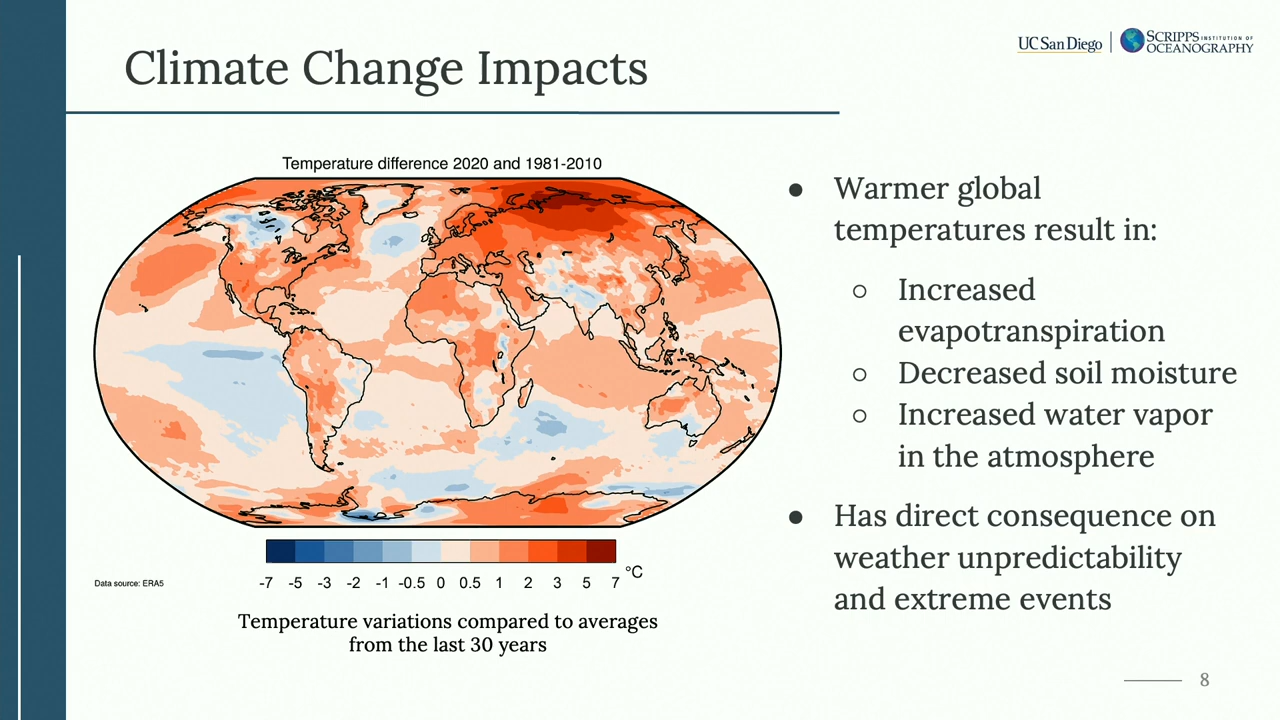 Climate Change Impacts
UC San Diego
SCRIPPS INSTITUTION OF
OCEANOGRAPHY
Temperature difference 2020 and 1981-2010
-7 -5 -3 -2 -1 -0.5 0 0.5 1 2 3 5 7 °C
Data source: ERA5
Temperature variations compared to averages
from the last 30 years
● Warmer global
temperatures result in:
○ Increased
evapotranspiration
○ Decreased soil moisture
○ Increased water vapor
in the atmosphere
● Has direct consequence on
weather unpredictability
and extreme events
8